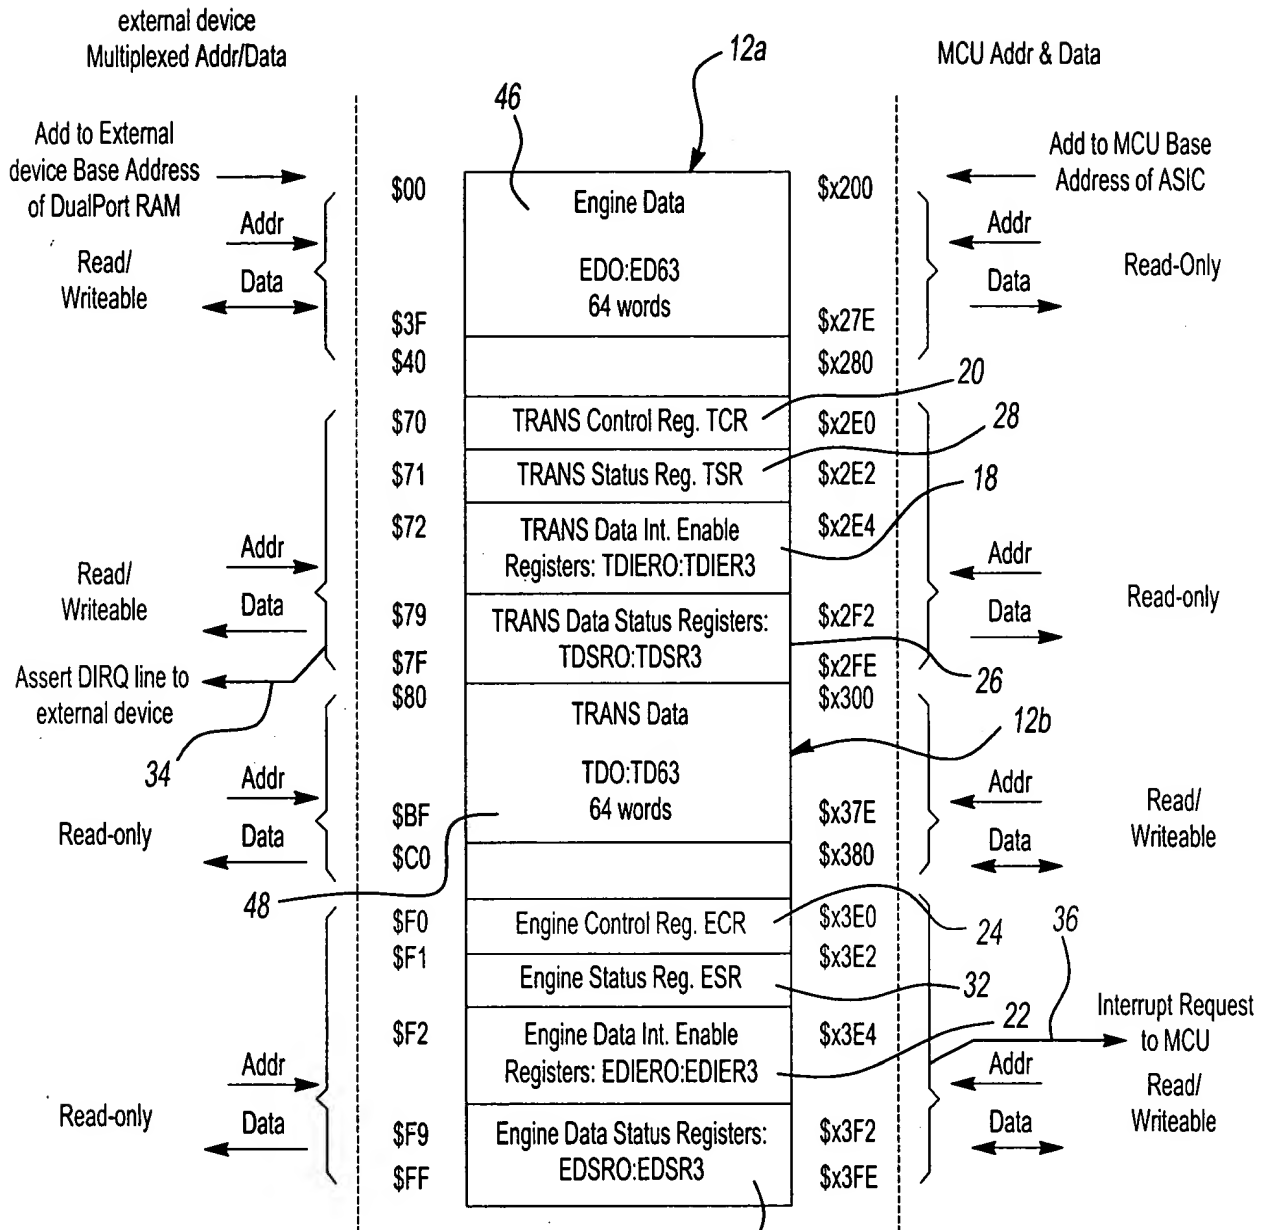 external device
Multiplexed Addr/Data
12a
MCU Addr & Data
46
Add to External
device Base Address
of DualPort RAM
Add to MCU Base
Address of ASIC
$00
Engine Data
$x200
Addr
Addr
Read/
Writeable
Data
EDO:ED63
64 words
Data
Read-Only
$3F
$x27E
$40
$x280
20
$70
TRANS Control Reg. TCR
$x2E0
28
$71
TRANS Status Reg. TSR
$x2E2
18
$72
TRANS Data Int. Enable
Registers: TDIERO:TDIER3
$x2E4
Addr
Addr
Read/
Writeable
Data
Data
Read-only
$79
TRANS Data Status Registers:
TDSRO:TDSR3
$x2F2
$7F
$x2FE
26
Assert DIRQ line to
external device
$80
TRANS Data
$x300
12b
34
TDO:TD63
64 words
Addr
Addr
Read-only
Data
$BF
$x37E
Data
Read/
Writeable
$C0
$x380
48
$F0
Engine Control Reg. ECR
$x3E0
24
36
$F1
Engine Status Reg. ESR
$x3E2
32
22
Interrupt Request
to MCU
$F2
Engine Data Int. Enable
Registers: EDIERO:EDIER3
$x3E4
Addr
Addr
Read-only
Data
Data
Read/
Writeable
$F9
Engine Data Status Registers:
EDSRO:EDSR3
$x3F2
$FF
$x3FE